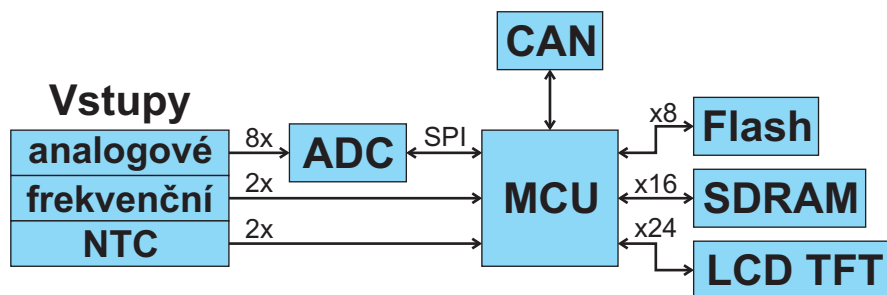 CAN
Vstupy
analogové
8x
ADC
SPI
MCU
x8
Flash
frekvenční
2x
x16
SDRAM
NTC
2x
x24
LCD TFT